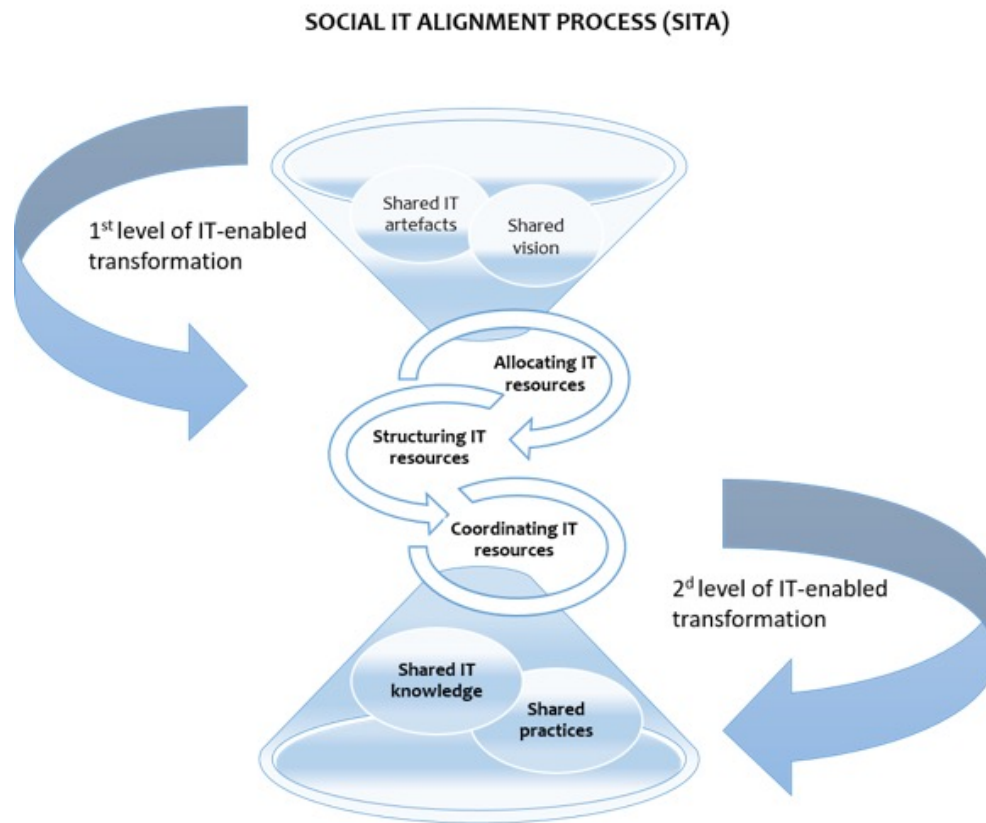 SOCIAL IT ALIGNMENT PROCESS (SITA)
Shared IT
artefacts
Shared
vision
1st level of IT-enabled
transformation
Allocating IT
resources
Structuring IT
resources
Coordinating IT
resources
2d level of IT-enabled
transformation
Shared IT
knowledge
Shared
practices